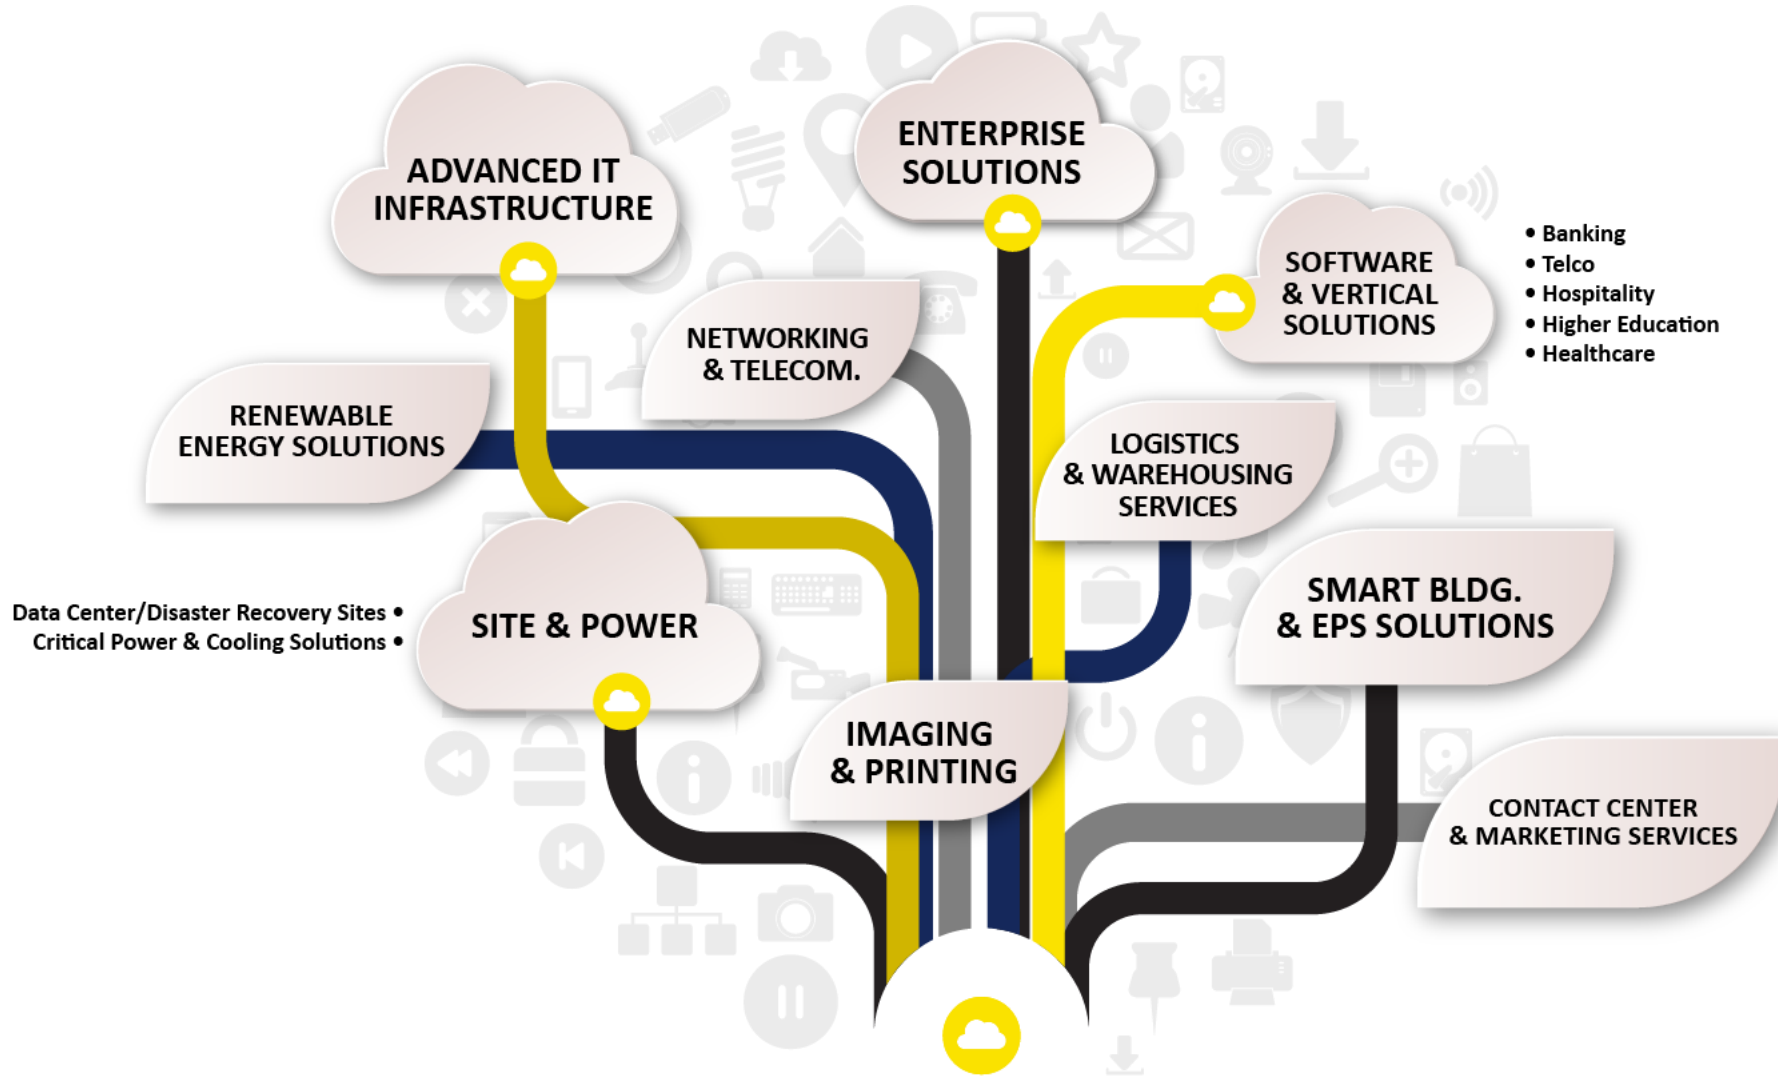 ADVANCED IT
INFRASTRUCTURE
ENTERPRISE
SOLUTIONS
SOFTWARE
& VERTICAL
SOLUTIONS
• Banking
• Telco
• Hospitality
• Higher Education
• Healthcare
NETWORKING
& TELECOM.
RENEWABLE
ENERGY SOLUTIONS
LOGISTICS
& WAREHOUSING
SERVICES
SITE & POWER
Data Center/Disaster Recovery Sites •
Critical Power & Cooling Solutions •
SMART BLDG.
& EPS SOLUTIONS
IMAGING
& PRINTING
CONTACT CENTER
& MARKETING SERVICES